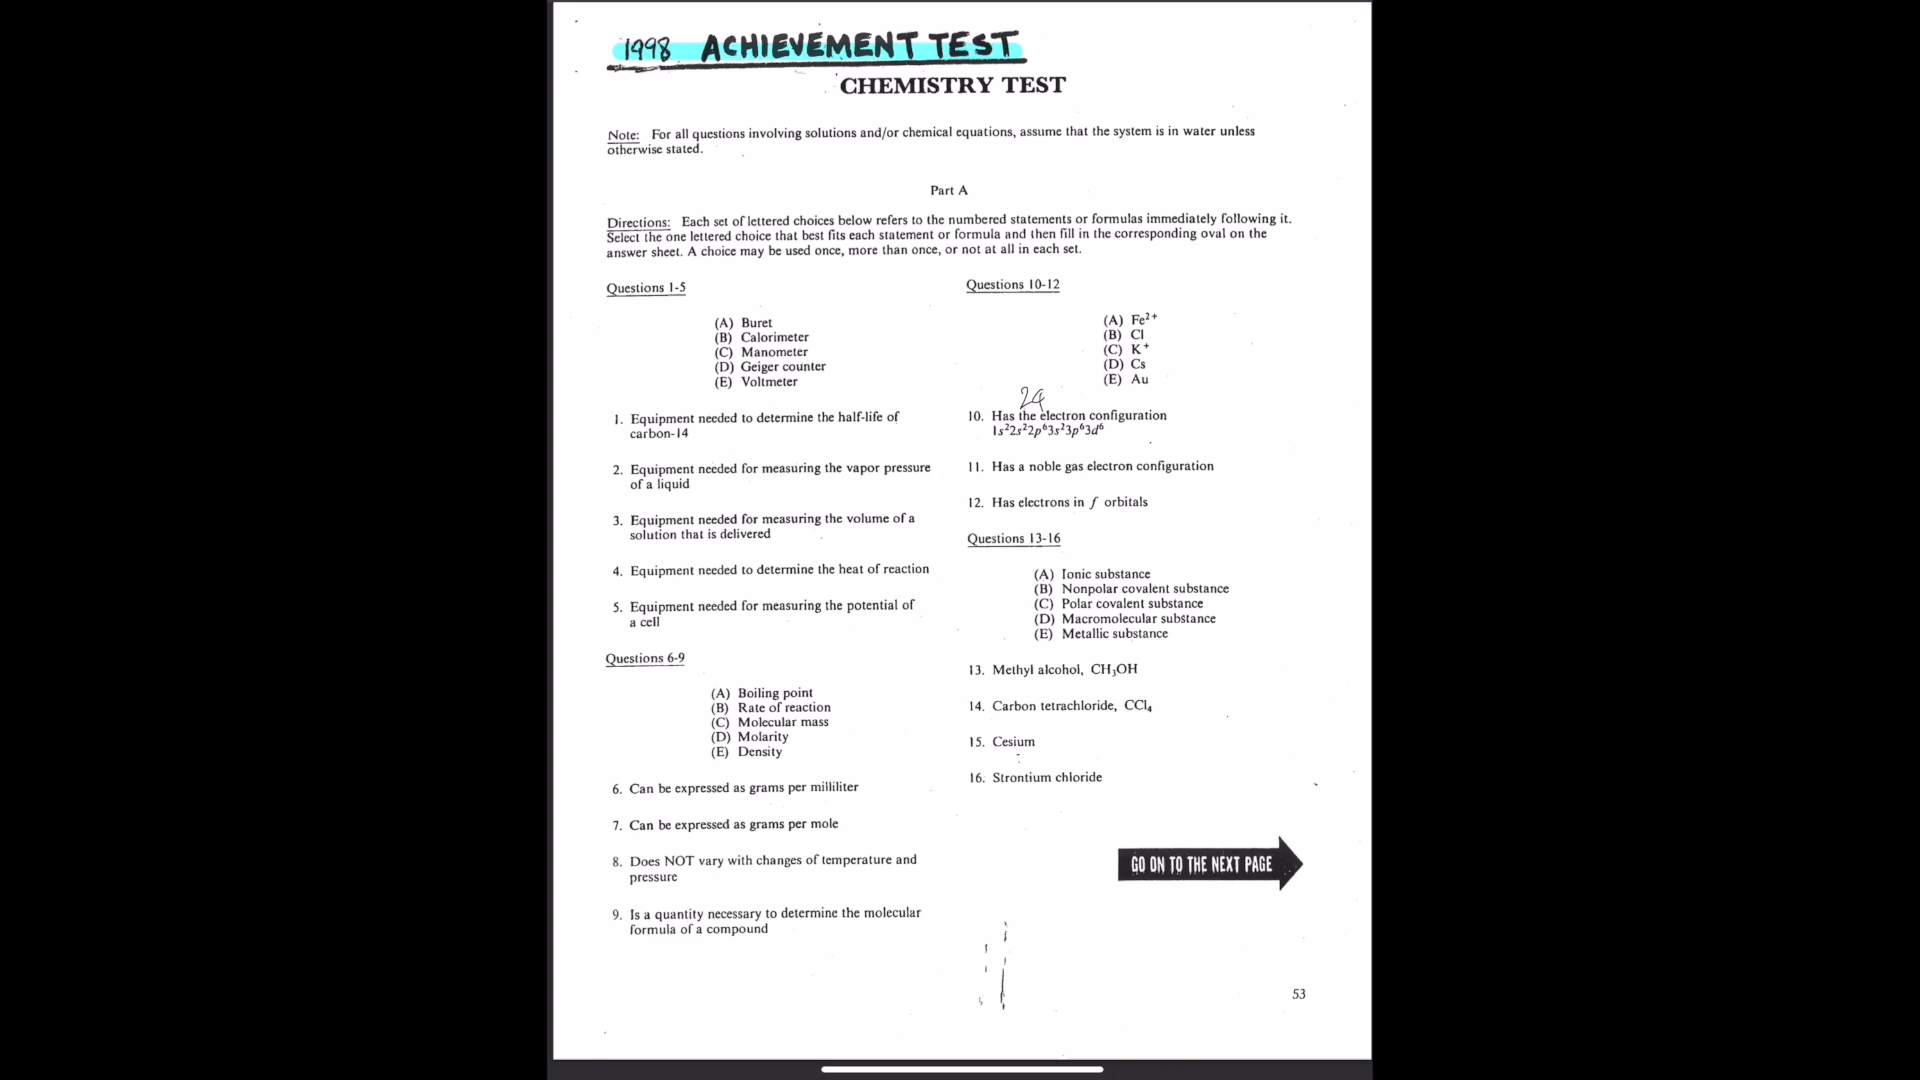 1998 ACHIEVEMENT TEST
CHEMISTRY TEST
Note: For all questions involving solutions and/or chemical equations, assume that the system is in water unless
otherwise stated.
Part A
Directions: Each set of lettered choices below refers to the numbered statements or formulas immediately following it.
Select the one lettered choice that best fits each statement or formula and then fill in the corresponding oval on the
answer sheet. A choice may be used once, more than once, or not at all in each set.
Questions 1-5
(A) Buret
(B) Calorimeter
(C) Manometer
(D) Geiger counter
(E) Voltmeter
1. Equipment needed to determine the half-life of
carbon-14
2. Equipment needed for measuring the vapor pressure
of a liquid
3. Equipment needed for measuring the volume of a
solution that is delivered
4. Equipment needed to determine the heat of reaction
5. Equipment needed for measuring the potential of
a cell
Questions 6-9
(A) Boiling point
(B) Rate of reaction
(C) Molecular mass
(D) Molarity
(E) Density
6. Can be expressed as grams per milliliter
7. Can be expressed as grams per mole
8. Does NOT vary with changes of temperature and
pressure
9. Is a quantity necessary to determine the molecular
formula of a compound
Questions 10-12
(A) Fe²⁺
(B) Cl
(C) K⁺
(D) Cs
(E) Au
24
10. Has the electron configuration
1s²2s²2p⁶3s²3p⁶3d⁶
11. Has a noble gas electron configuration
12. Has electrons in f orbitals
Questions 13-16
(A) Ionic substance
(B) Nonpolar covalent substance
(C) Polar covalent substance
(D) Macromolecular substance
(E) Metallic substance
13. Methyl alcohol, CH₃OH
14. Carbon tetrachloride, CCl₄
15. Cesium
16. Strontium chloride
GO ON TO THE NEXT PAGE
53